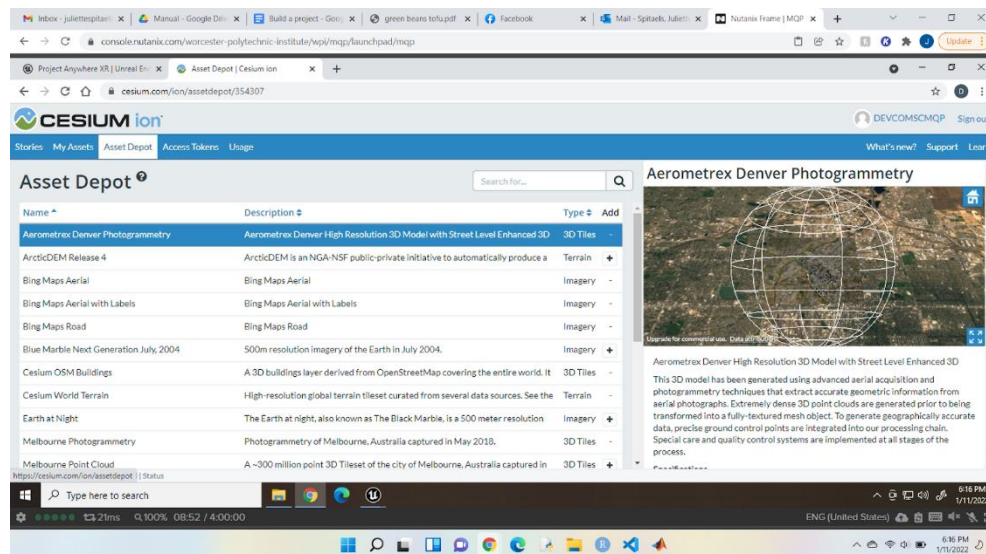 Inbox - juliettespitae
Manual - Google Driv
Build a project - Goog
green beans tofu.pdf
Facebook
Mail - Spitaels, Juliette
Nutanix Frame | MQP
console.nutanix.com/worcester-polytechnic-institute/wpi/mqp/launchpad/mqp
Update
Project Anywhere XR | Unreal En
Asset Depot | Cesium ion
cesium.com/ion/assetdepot/354307
CESIUM ion
DEVCOMSCMQP Sign ou
Stories My Assets Asset Depot Access Tokens Usage
What's new? Support Lear
Asset Depot
Search for...
Name Description Type Add
Aerometrex Denver Photogrammetry Aerometrex Denver High Resolution 3D Model with Street Level Enhanced 3D 3D Tiles -
ArcticDEM Release 4 ArcticDEM is an NGA-NSF public-private initiative to automatically produce a Terrain +
Bing Maps Aerial Bing Maps Aerial Imagery -
Bing Maps Aerial with Labels Bing Maps Aerial with Labels Imagery -
Bing Maps Road Bing Maps Road Imagery -
Blue Marble Next Generation July, 2004 500m resolution imagery of the Earth in July 2004. Imagery +
Cesium OSM Buildings A 3D buildings layer derived from OpenStreetMap covering the entire world. It 3D Tiles -
Cesium World Terrain High-resolution global terrain tileset curated from several data sources. See the Terrain -
Earth at Night The Earth at night, also known as The Black Marble, is a 500 meter resolution Imagery +
Melbourne Photogrammetry Photogrammetry of Melbourne, Australia captured in May 2018. 3D Tiles -
Melbourne Point Cloud A ~300 million point 3D Tileset of the city of Melbourne, Australia captured in 3D Tiles +
https://cesium.com/ion/assetdepot | Status
Aerometrex Denver Photogrammetry
Upgrade for commercial use. Data attribution
Aerometrex Denver High Resolution 3D Model with Street Level Enhanced 3D
This 3D model has been generated using advanced aerial acquisition and
photogrammetry techniques that extract accurate geometric information from
aerial photographs. Extremely dense 3D point clouds are generated prior to being
transformed into a fully-textured mesh object. To generate geographically accurate
data, precise ground control points are integrated into our processing chain.
Special care and quality control systems are implemented at all stages of the
process.
Type here to search
6:16 PM
1/11/2022
21ms 100% 08:52 / 4:00:00
ENG (United States)
6:16 PM
1/11/2022